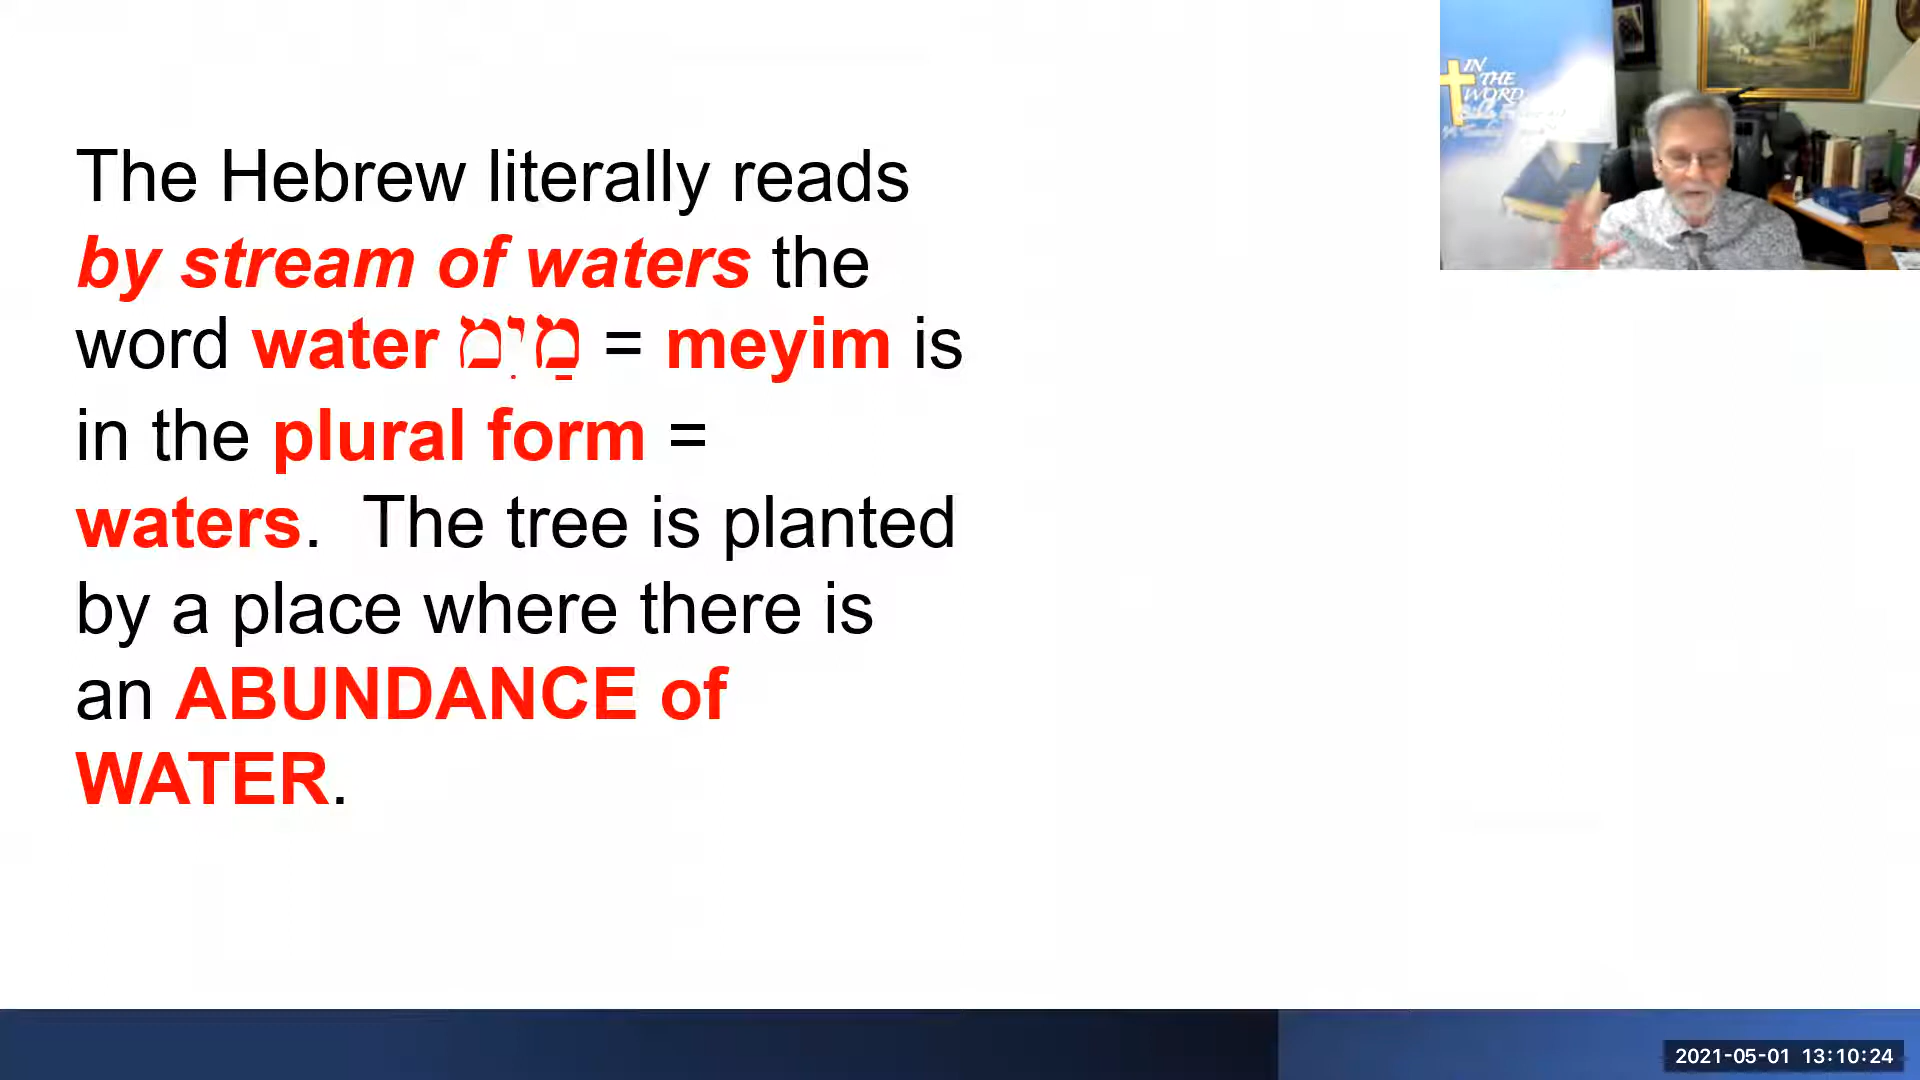 The Hebrew literally reads
by stream of waters the
word water מַיִמ = meyim is
in the plural form =
waters. The tree is planted
by a place where there is
an ABUNDANCE of
WATER.
IN
THE
WORD
2021-05-01 13:10:24